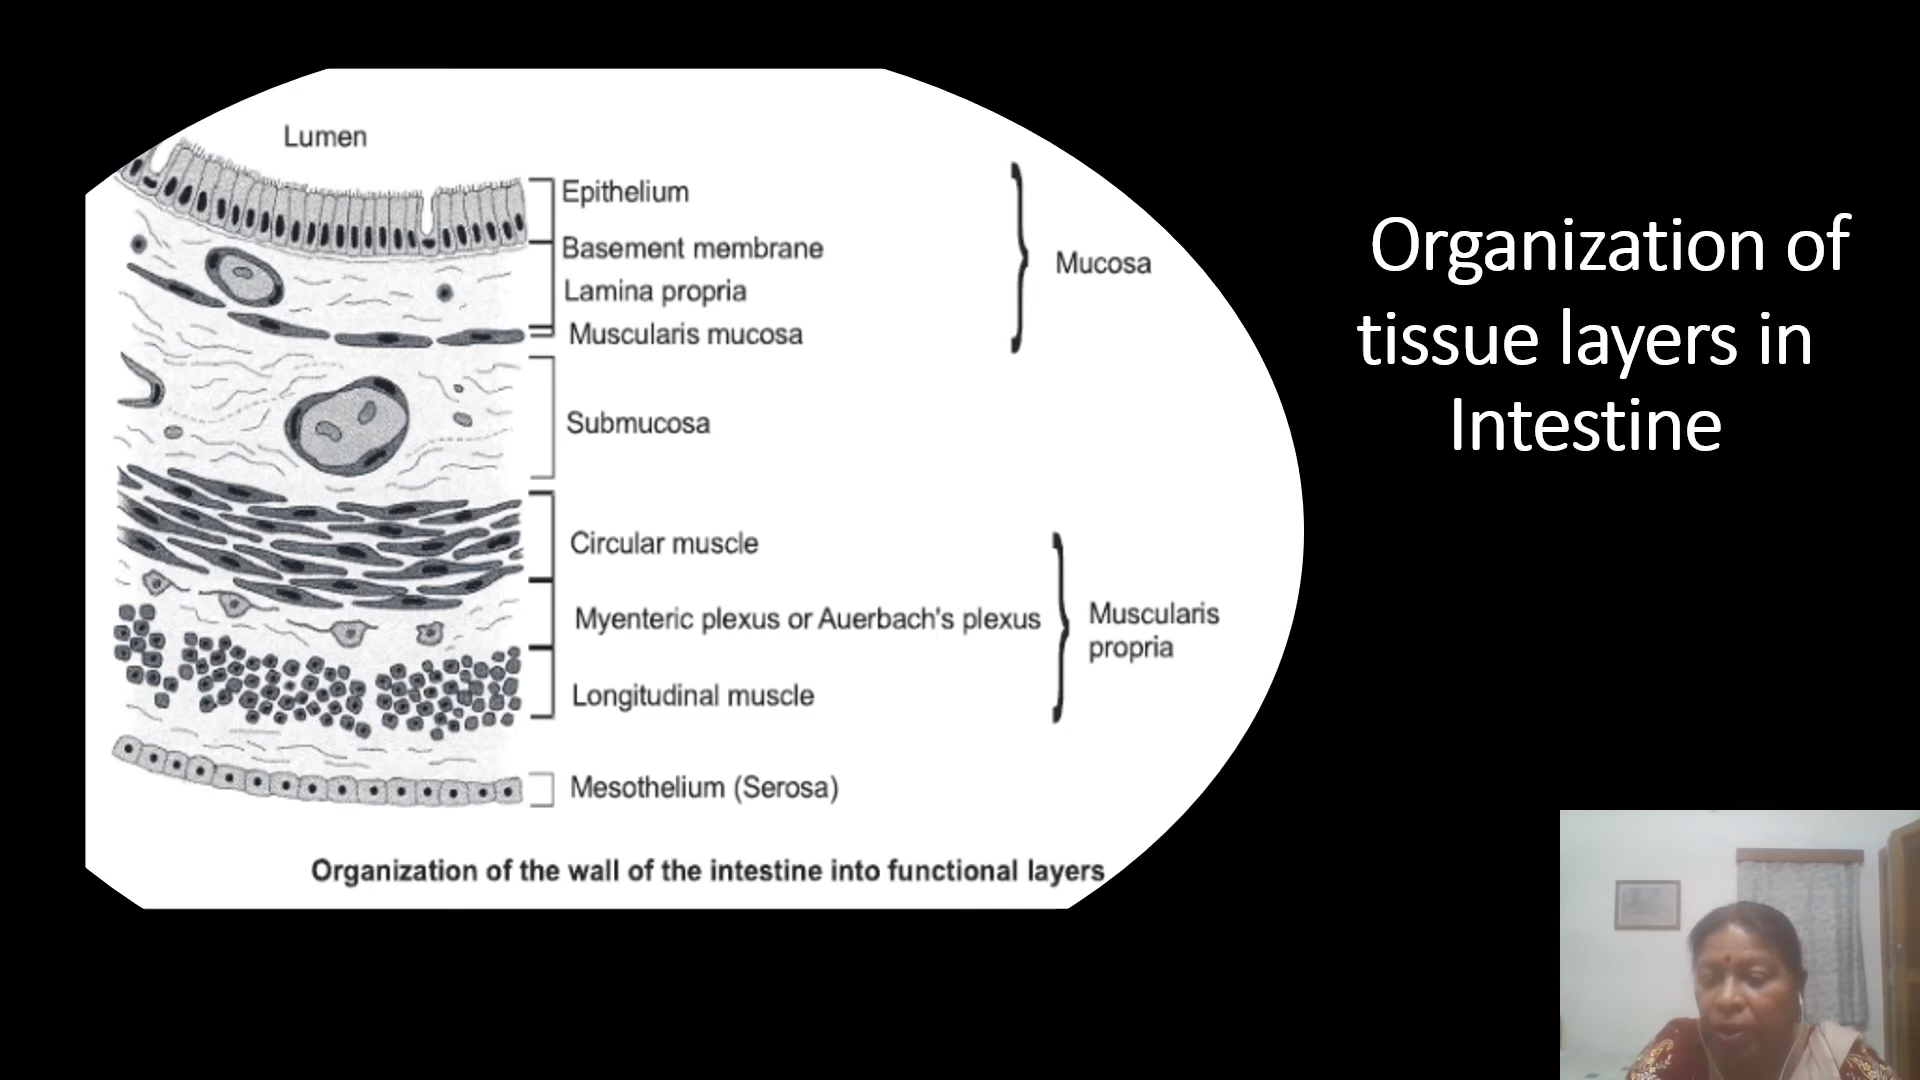 Lumen
Epithelium
Basement membrane
Lamina propria
Muscularis mucosa
Mucosa
Submucosa
Circular muscle
Myenteric plexus or Auerbach's plexus
Longitudinal muscle
Muscularis
propria
Mesothelium (Serosa)
Organization of the wall of the intestine into functional layers
Organization of
tissue layers in
Intestine